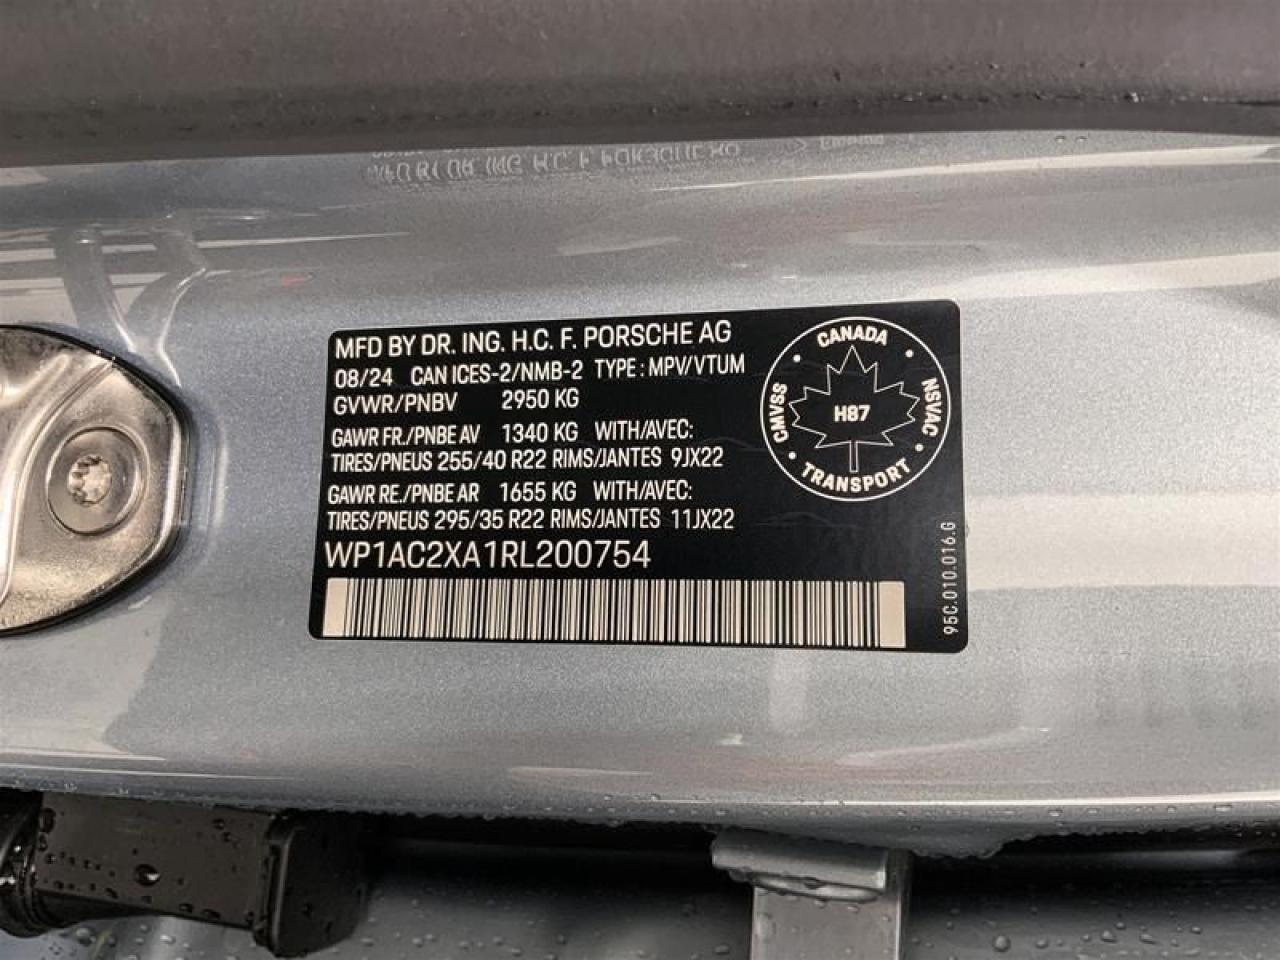 MFD BY DR. ING. H.C. F. PORSCHE AG
08/24 CAN ICES-2/NMB-2 TYPE : MPV/VTUM
GVWR/PNBV 2950 KG
GAWR FR./PNBE AV 1340 KG WITH/AVEC:
TIRES/PNEUS 255/40 R22 RIMS/JANTES 9JX22
GAWR RE./PNBE AR 1655 KG WITH/AVEC:
TIRES/PNEUS 295/35 R22 RIMS/JANTES 11JX22
WP1AC2XA1RL200754
CANADA
CMVSS
H87
NSVAC
TRANSPORT
95C.010.016.G